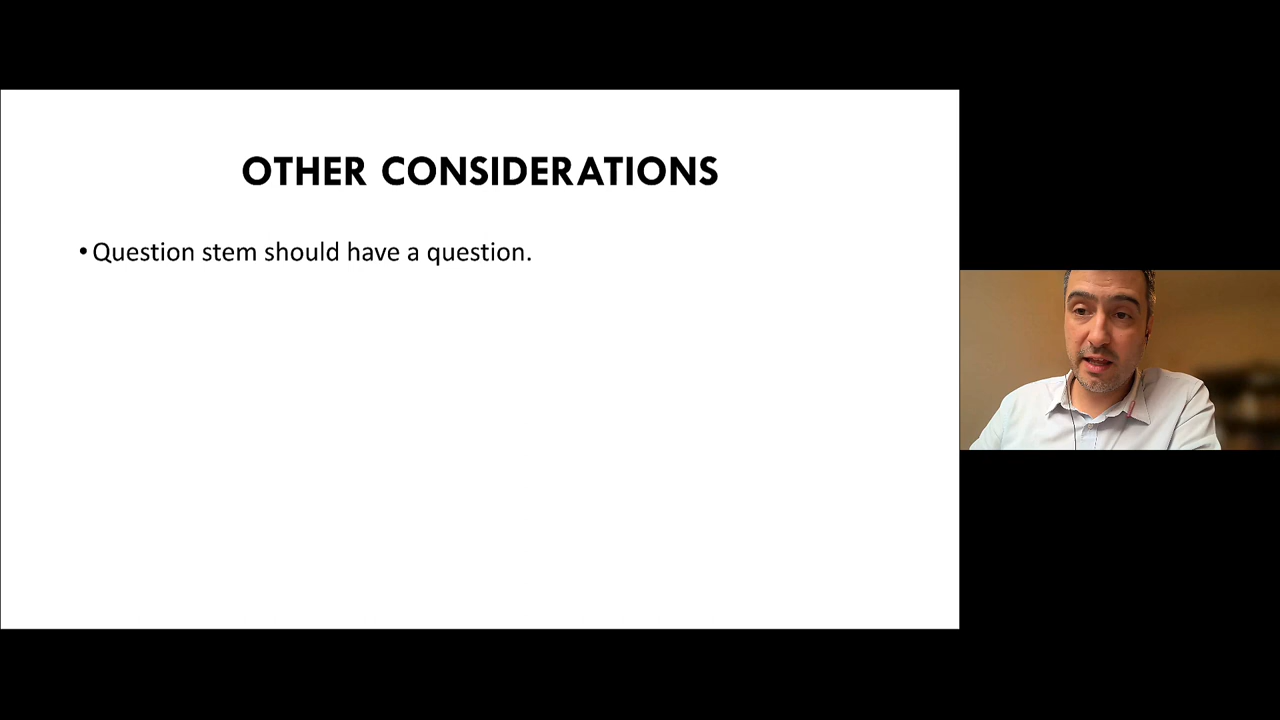 OTHER CONSIDERATIONS
• Question stem should have a question.